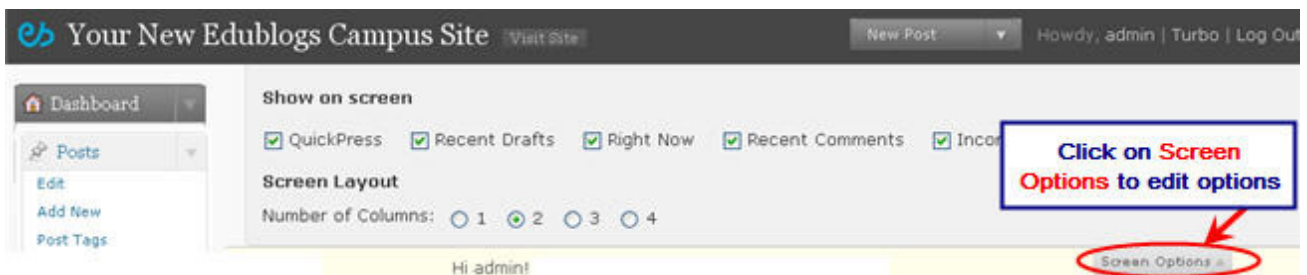 Your New Edublogs Campus Site Visit Site New Post Howdy, admin | Turbo | Log Out
Dashboard
Posts
Edit
Add New
Post Tags
Show on screen
QuickPress Recent Drafts Right Now Recent Comments
Screen Layout
Number of Columns: 1 2 3 4
Click on Screen
Options to edit options
Hi admin!
Screen Options